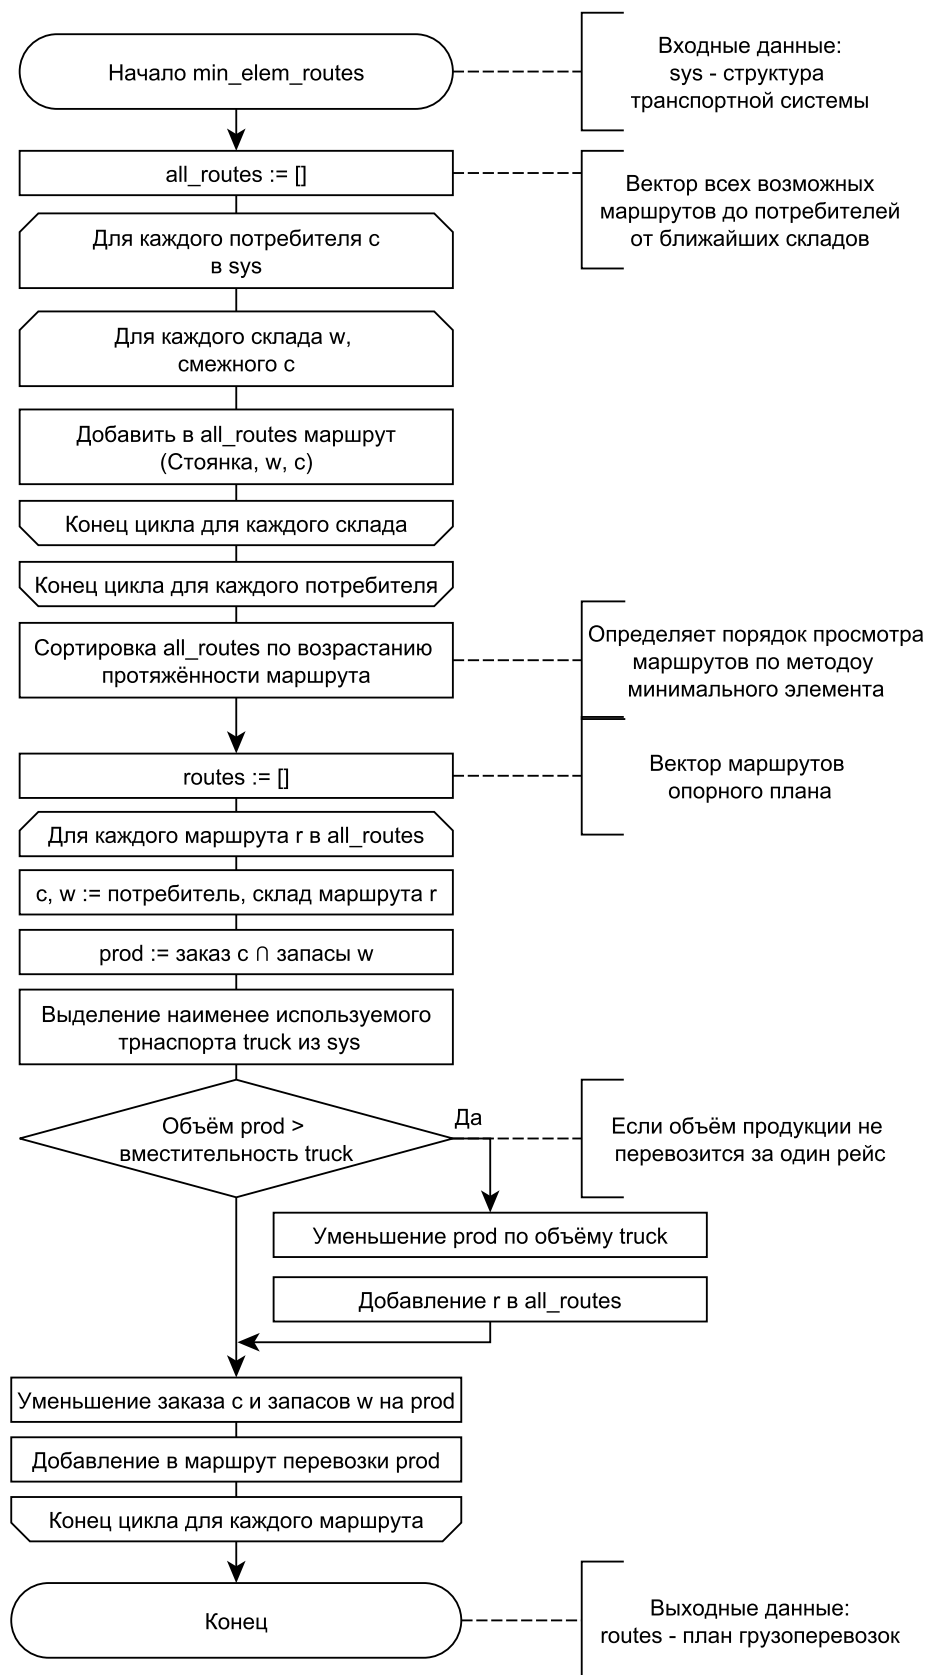 Начало min_elem_routes
Входные данные:
sys - структура
транспортной системы
all_routes := []
Вектор всех возможных
маршрутов до потребителей
от ближайших складов
Для каждого потребителя c
в sys
Для каждого склада w,
смежного c
Добавить в all_routes маршрут
(Стоянка, w, c)
Конец цикла для каждого склада
Конец цикла для каждого потребителя
Сортировка all_routes по возрастанию
протяжённости маршрута
Определяет порядок просмотра
маршрутов по методоу
минимального элемента
routes := []
Вектор маршрутов
опорного плана
Для каждого маршрута r в all_routes
c, w := потребитель, склад маршрута r
prod := заказ c ∩ запасы w
Выделение наименее используемого
трнаспорта truck из sys
Объём prod >
вместительность truck
Да
Если объём продукции не
перевозится за один рейс
Уменьшение prod по объёму truck
Добавление r в all_routes
Уменьшение заказа c и запасов w на prod
Добавление в маршрут перевозки prod
Конец цикла для каждого маршрута
Конец
Выходные данные:
routes - план грузоперевозок